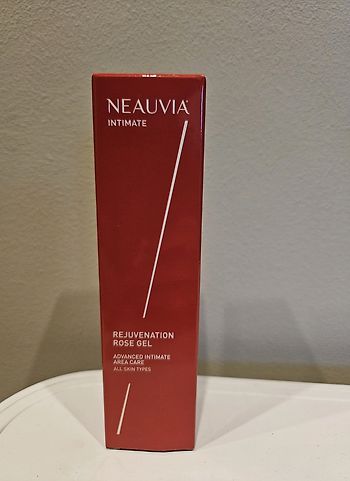 NEAUVIA
INTIMATE
REJUVENATION
ROSE GEL
ADVANCED INTIMATE
AREA CARE
ALL SKIN TYPES